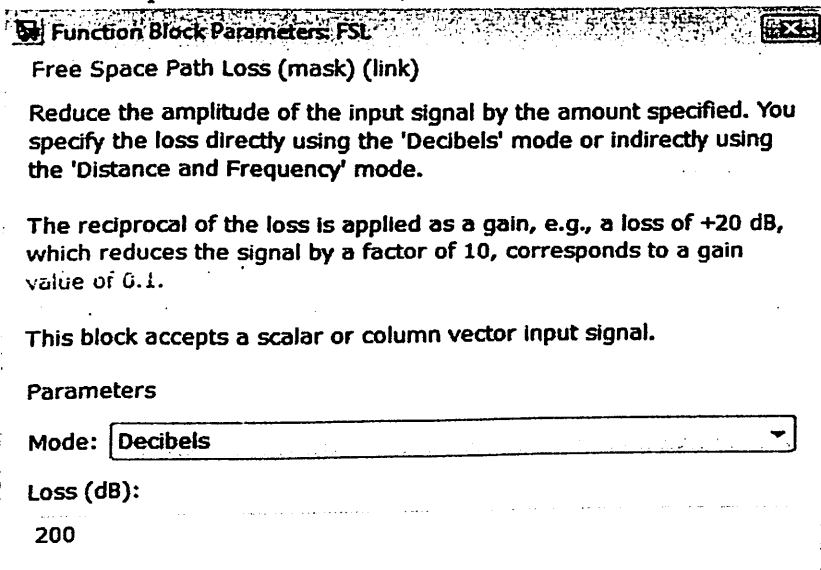 Function Block Parameters: FSL
Free Space Path Loss (mask) (link)
Reduce the amplitude of the input signal by the amount specified. You
specify the loss directly using the 'Decibels' mode or indirectly using
the 'Distance and Frequency' mode.
The reciprocal of the loss is applied as a gain, e.g., a loss of +20 dB,
which reduces the signal by a factor of 10, corresponds to a gain
value of 0.1.
This block accepts a scalar or column vector input signal.
Parameters
Mode: Decibels
Loss (dB):
200